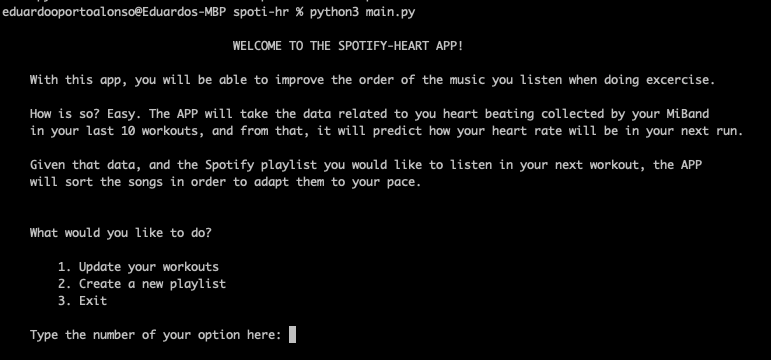 eduardooportoalonso@Eduardos-MBP spoti-hr % python3 main.py
WELCOME TO THE SPOTIFY-HEART APP!
With this app, you will be able to improve the order of the music you listen when doing excercise.
How is so? Easy. The APP will take the data related to you heart beating collected by your MiBand
in your last 10 workouts, and from that, it will predict how your heart rate will be in your next run.
Given that data, and the Spotify playlist you would like to listen in your next workout, the APP
will sort the songs in order to adapt them to your pace.
What would you like to do?
1. Update your workouts
2. Create a new playlist
3. Exit
Type the number of your option here: